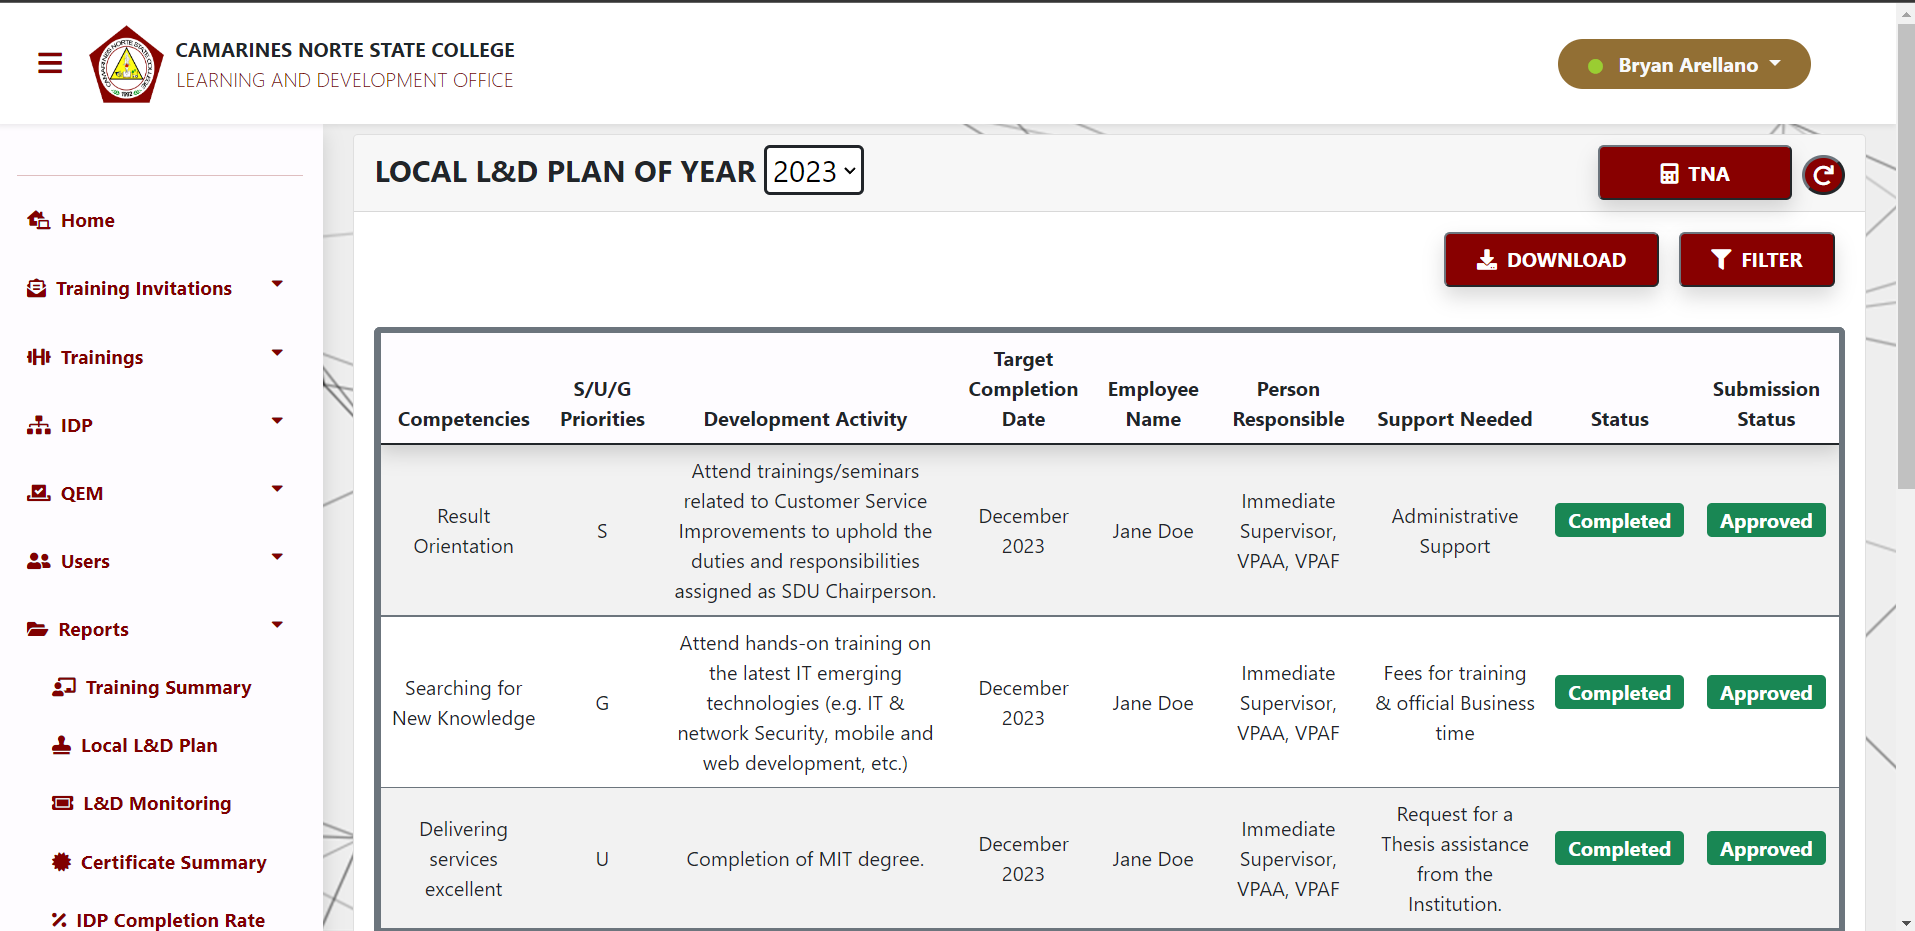 CAMARINES NORTE STATE COLLEGE
LEARNING AND DEVELOPMENT OFFICE
CAMARINES NORTE STATE COLLEGE
1992
Bryan Arellano
Home
Training Invitations
Trainings
IDP
QEM
Users
Reports
Training Summary
Local L&D Plan
L&D Monitoring
Certificate Summary
IDP Completion Rate
LOCAL L&D PLAN OF YEAR 2023
TNA
DOWNLOAD
FILTER
Competencies
S/U/G
Priorities
Development Activity
Target
Completion
Date
Employee
Name
Person
Responsible
Support Needed
Status
Submission
Status
Result
Orientation
S
Attend trainings/seminars
related to Customer Service
Improvements to uphold the
duties and responsibilities
assigned as SDU Chairperson.
December
2023
Jane Doe
Immediate
Supervisor,
VPAA, VPAF
Administrative
Support
Completed
Approved
Searching for
New Knowledge
G
Attend hands-on training on
the latest IT emerging
technologies (e.g. IT &
network Security, mobile and
web development, etc.)
December
2023
Jane Doe
Immediate
Supervisor,
VPAA, VPAF
Fees for training
& official Business
time
Completed
Approved
Delivering
services
excellent
U
Completion of MIT degree.
December
2023
Jane Doe
Immediate
Supervisor,
VPAA, VPAF
Request for a
Thesis assistance
from the
Institution.
Completed
Approved